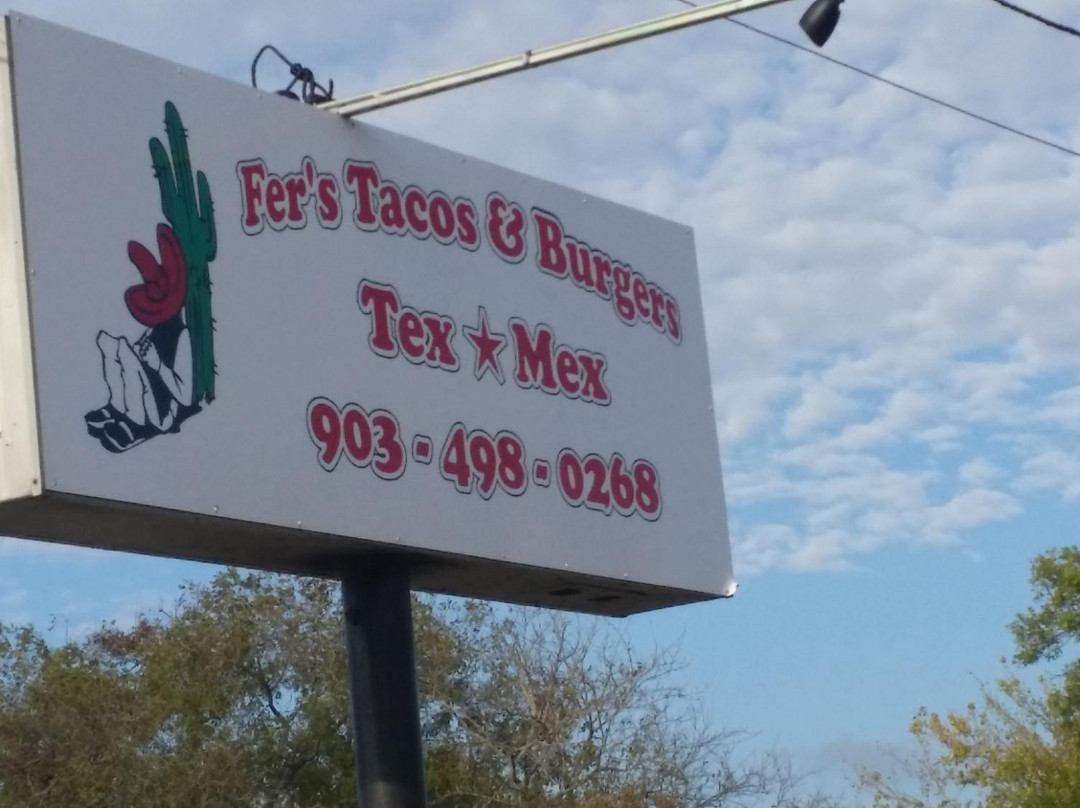 Fer's Tacos & Burgers
Tex ★ Mex
903 - 498 - 0268